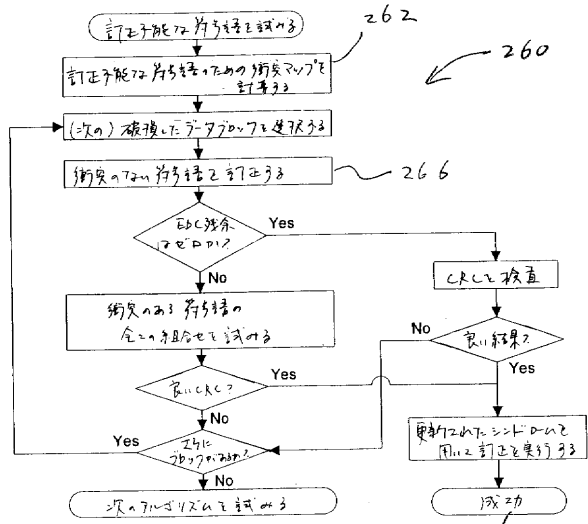 訂正不能な符号語を試みる
262
260
訂正不能な符号語のための衝突マップを
計算する
(次の) 破損したデータブロックを選択する
衝突のない符号語を訂正する
266
EDC残余
はゼロか?
Yes
No
CRCを検査
衝突のある符号語の
全ての組合せを試みる
良い結果?
No
Yes
良いCRC?
Yes
No
更新されたシンドロームを
用いて訂正を実行する
さらに
ブロックがあるか?
Yes
No
次のアルゴリズムを試みる
成功